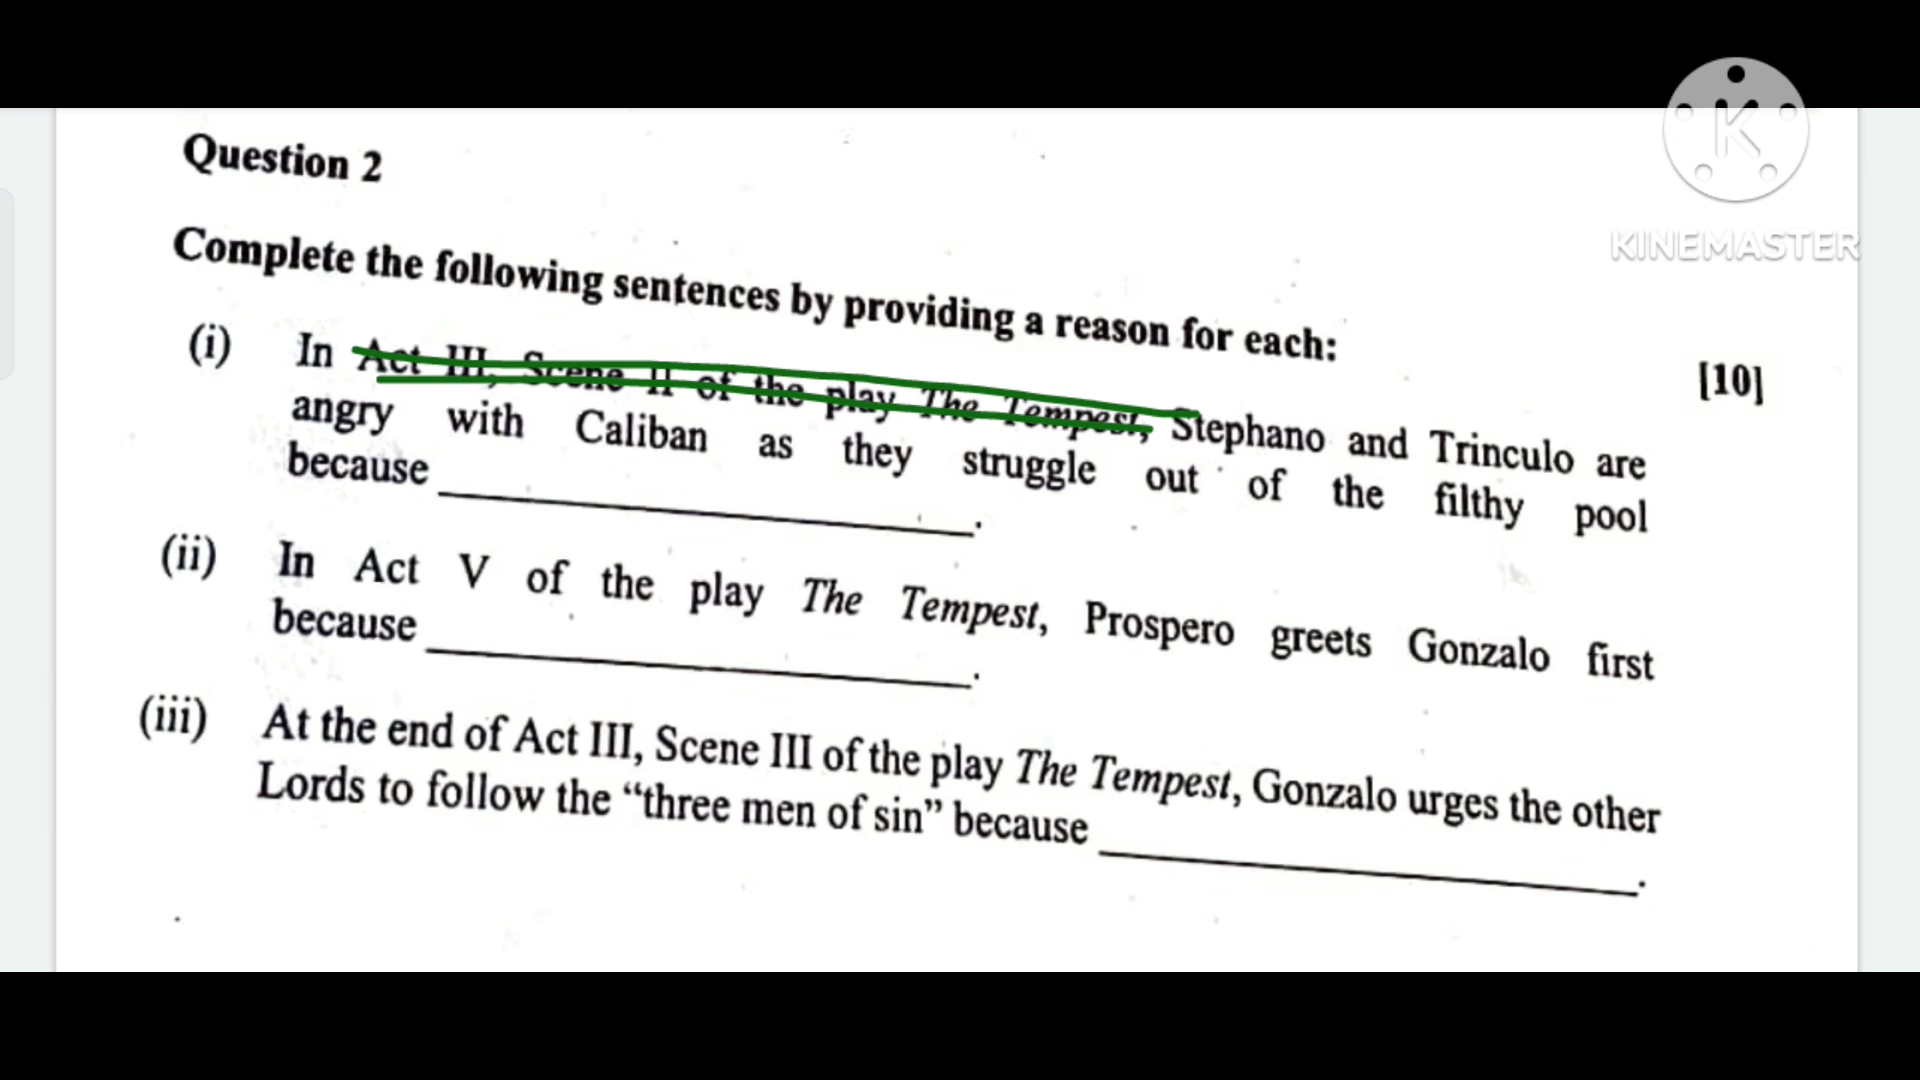 K
KINEMASTER
Question 2
Complete the following sentences by providing a reason for each:
[10]
(i) In Act III, Scene II of the play The Tempest, Stephano and Trinculo are
angry with Caliban as they struggle out of the filthy pool
because ____________.
(ii) In Act V of the play The Tempest, Prospero greets Gonzalo first
because ____________.
(iii) At the end of Act III, Scene III of the play The Tempest, Gonzalo urges the other
Lords to follow the “three men of sin” because ____________.